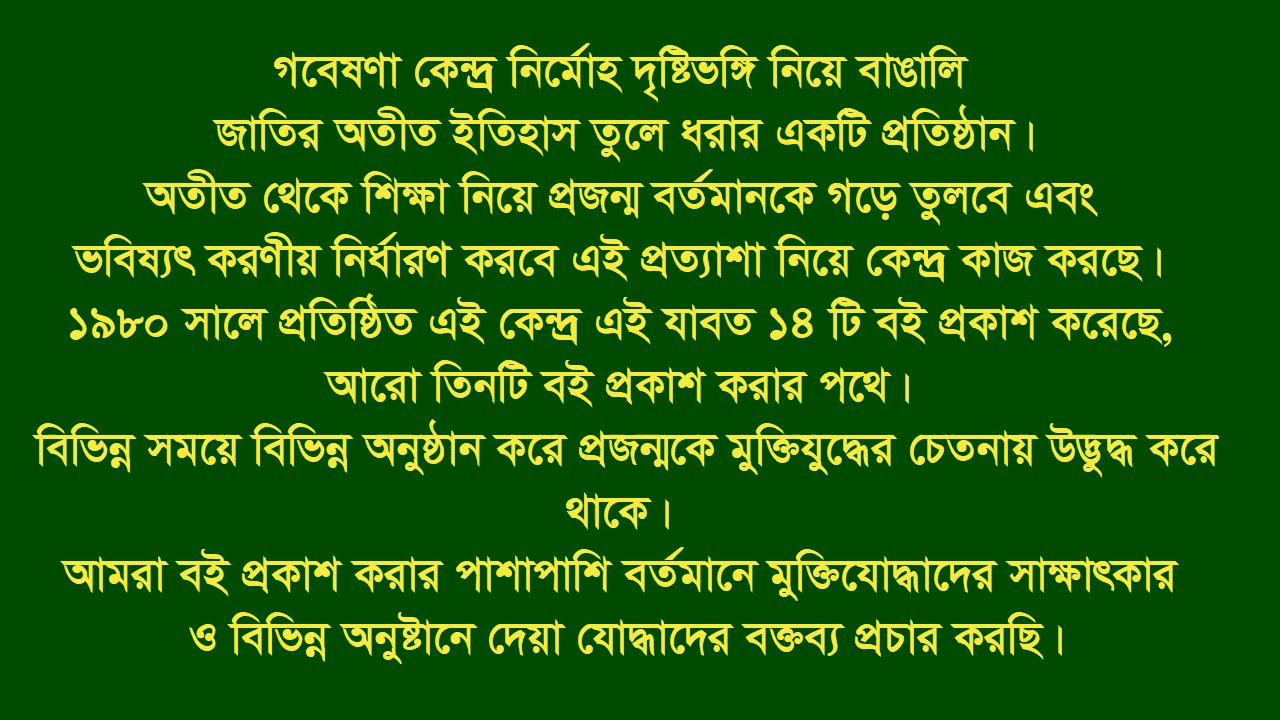 গবেষণা কেন্দ্র নির্মোহ দৃষ্টিভঙ্গি নিয়ে বাঙালি
জাতির অতীত ইতিহাস তুলে ধরার একটি প্রতিষ্ঠান।
অতীত থেকে শিক্ষা নিয়ে প্রজন্ম বর্তমানকে গড়ে তুলবে এবং
ভবিষ্যৎ করণীয় নির্ধারণ করবে এই প্রত্যাশা নিয়ে কেন্দ্র কাজ করছে।
১৯৮০ সালে প্রতিষ্ঠিত এই কেন্দ্র এই যাবত ১৪ টি বই প্রকাশ করেছে,
আরো তিনটি বই প্রকাশ করার পথে।
বিভিন্ন সময়ে বিভিন্ন অনুষ্ঠান করে প্রজন্মকে মুক্তিযুদ্ধের চেতনায় উদ্ভুদ্ধ করে
থাকে।
আমরা বই প্রকাশ করার পাশাপাশি বর্তমানে মুক্তিযোদ্ধাদের সাক্ষাৎকার
ও বিভিন্ন অনুষ্টানে দেয়া যোদ্ধাদের বক্তব্য প্রচার করছি।